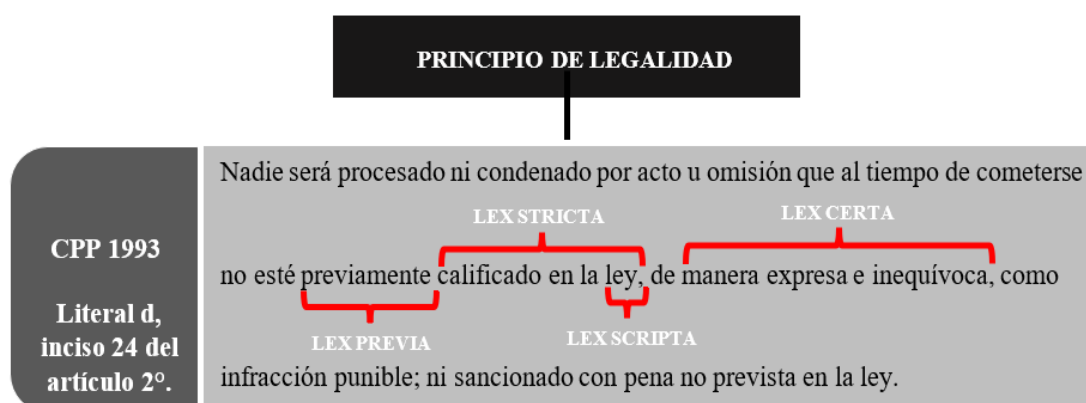 PRINCIPIO DE LEGALIDAD
CPP 1993
Literal d,
inciso 24 del
artículo 2°.
Nadie será procesado ni condenado por acto u omisión que al tiempo de cometerse
LEX STRICTA
LEX CERTA
no esté previamente calificado en la ley, de manera expresa e inequívoca, como
LEX PREVIA
LEX SCRIPTA
infracción punible; ni sancionado con pena no prevista en la ley.